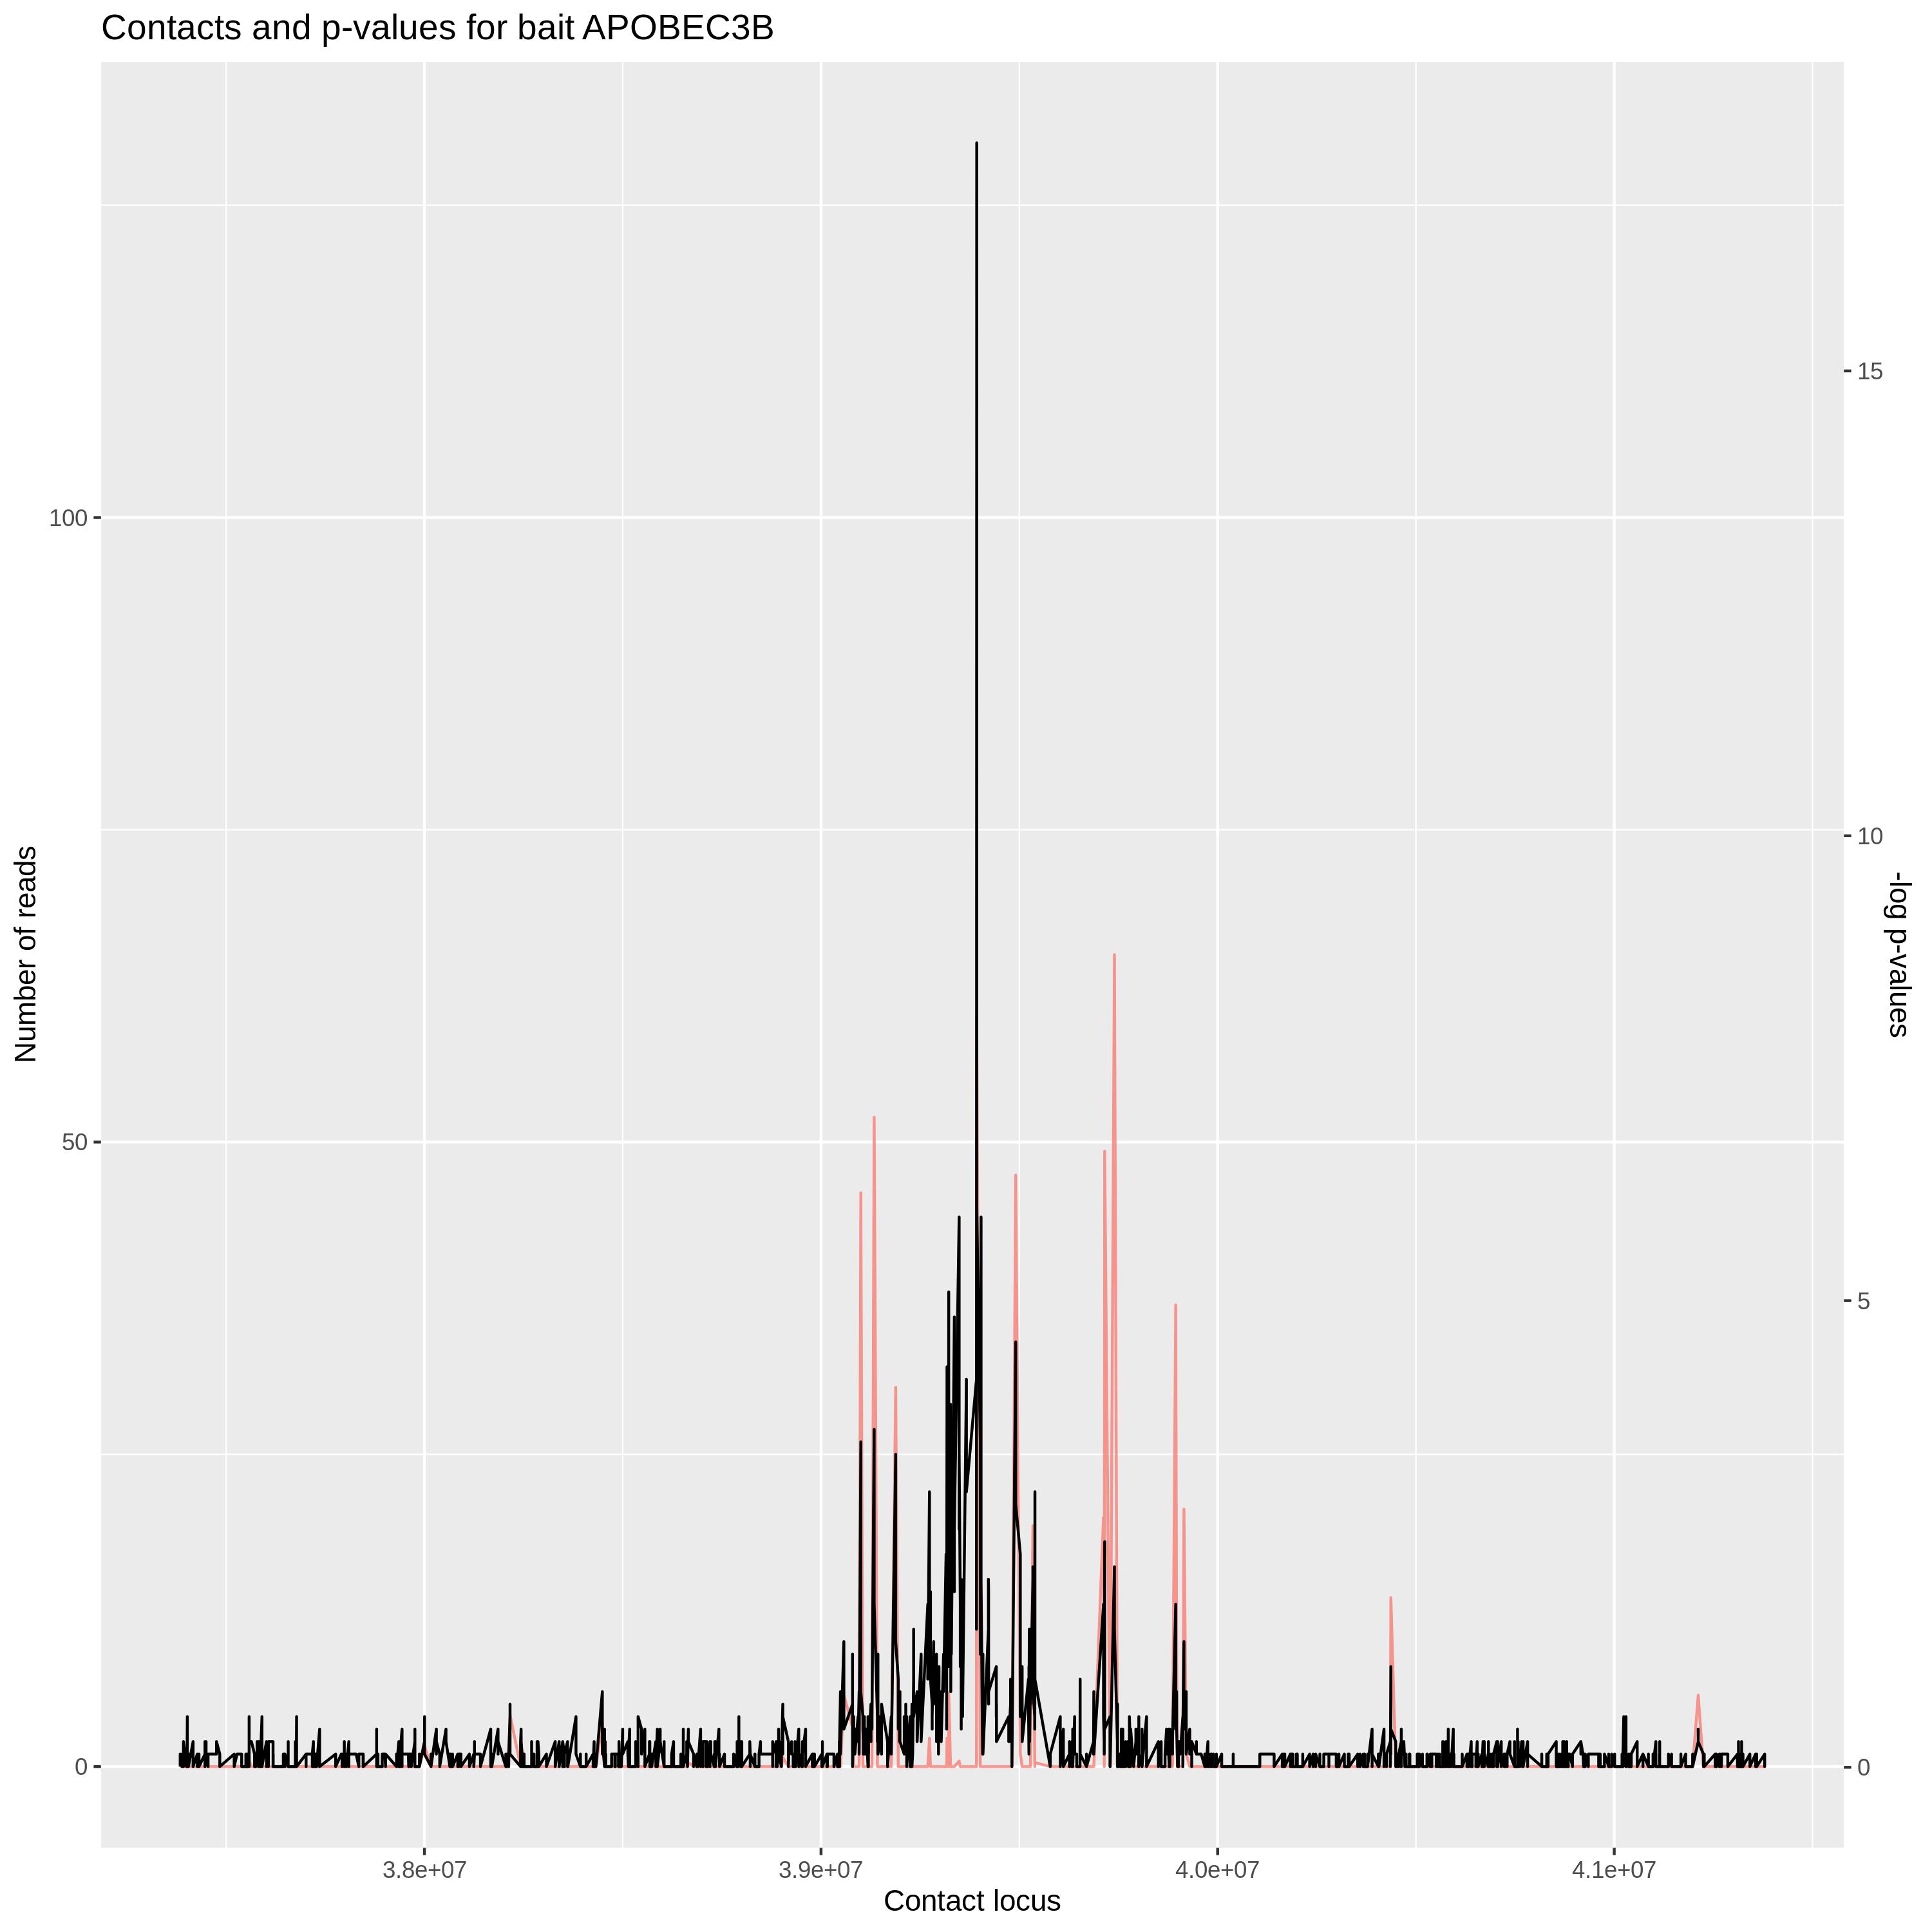 Contacts and p-values for bait APOBEC3B
Number of reads
100
50
0
-log p-values
15
10
5
0
3.8e+07
3.9e+07
4.0e+07
4.1e+07
Contact locus